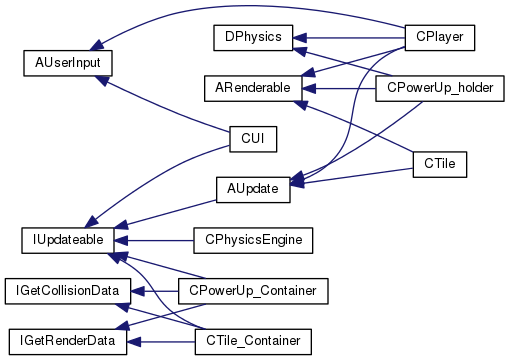 DPhysics
CPlayer
AUserInput
ARenderable
CPowerUp_holder
CUI
CTile
AUpdate
IUpdateable
CPhysicsEngine
IGetCollisionData
CPowerUp_Container
IGetRenderData
CTile_Container